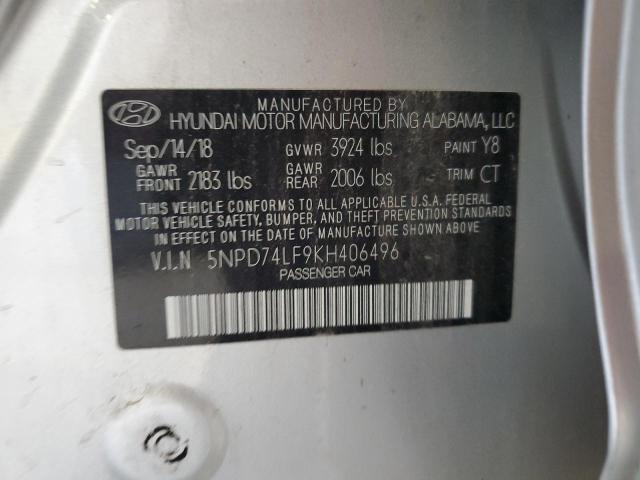 MANUFACTURED BY
HYUNDAI MOTOR MANUFACTURING ALABAMA, LLC
Sep/14/18 GVWR 3924 lbs PAINT Y8
GAWR FRONT 2183 lbs GAWR REAR 2006 lbs TRIM CT
THIS VEHICLE CONFORMS TO ALL APPLICABLE U.S.A. FEDERAL
MOTOR VEHICLE SAFETY, BUMPER, AND THEFT PREVENTION
STANDARDS IN EFFECT ON THE DATE OF MANUFACTURE SHOWN ABOVE
V.I.N 5NPD74LF9KH406496
PASSENGER CAR